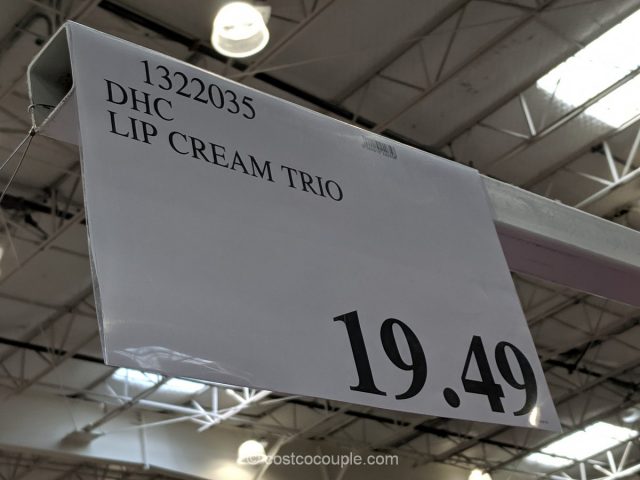 1322035
DHC
LIP CREAM TRIO
19.49
©costcocouple.com